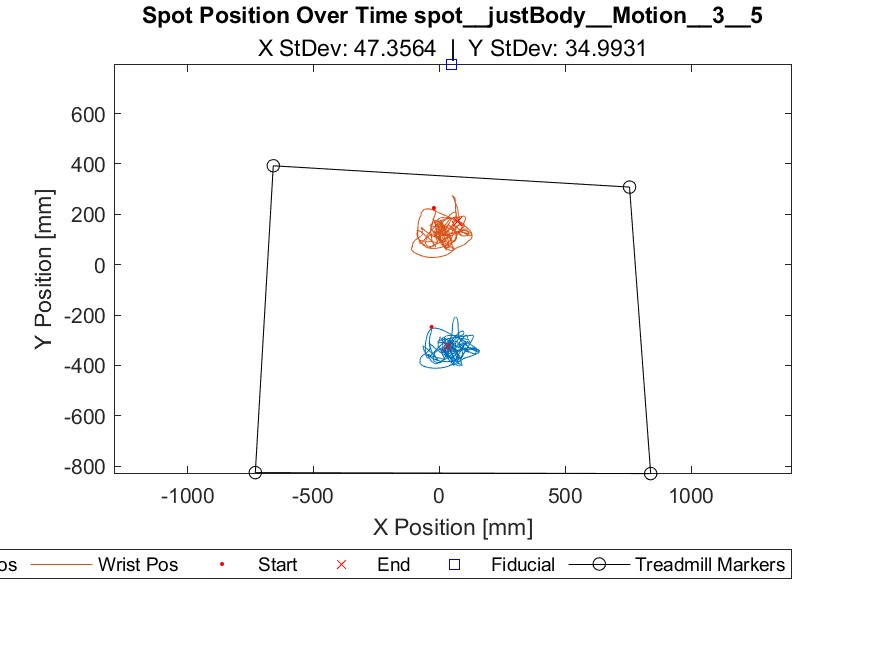 Spot Position Over Time spot__justBody__Motion__3__5
X StDev: 47.3564 | Y StDev: 34.9931
600
400
200
0
-200
-400
-600
-800
Y Position [mm]
-1000 -500 0 500 1000
X Position [mm]
os Wrist Pos Start End Fiducial Treadmill Markers